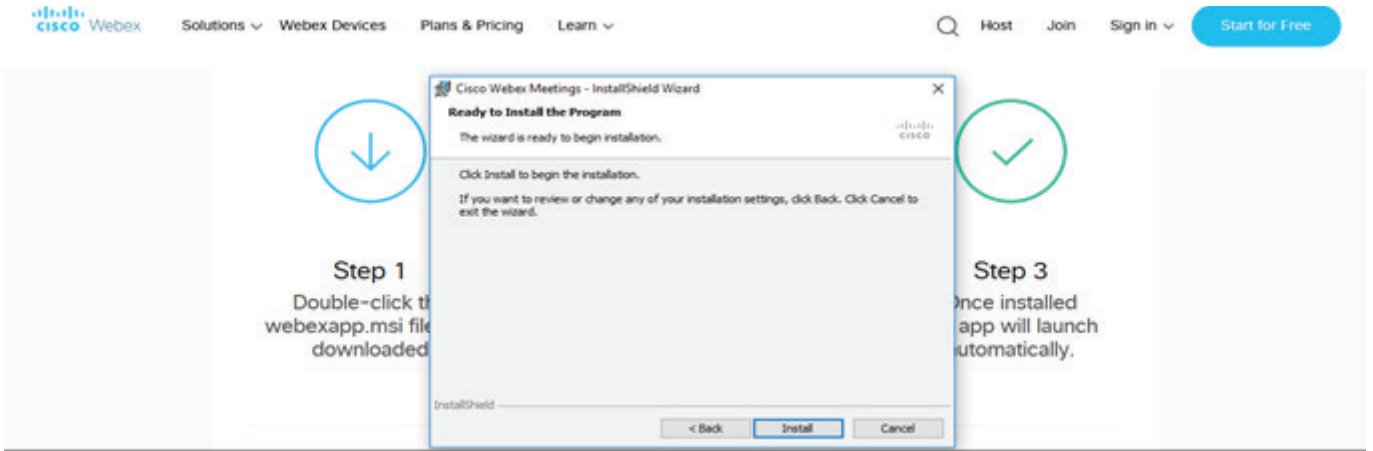 cisco Webex Solutions Webex Devices Plans & Pricing Learn Host Join Sign in Start for Free
Cisco Webex Meetings - InstallShield Wizard
Ready to Install the Program
The wizard is ready to begin installation.
cisco
Click Install to begin the installation.
If you want to review or change any of your installation settings, click Back. Click Cancel to
exit the wizard.
InstallShield
< Back Install Cancel
Step 1
Double-click
webexapp.msi
downloaded
Step 3
installed
app will launch